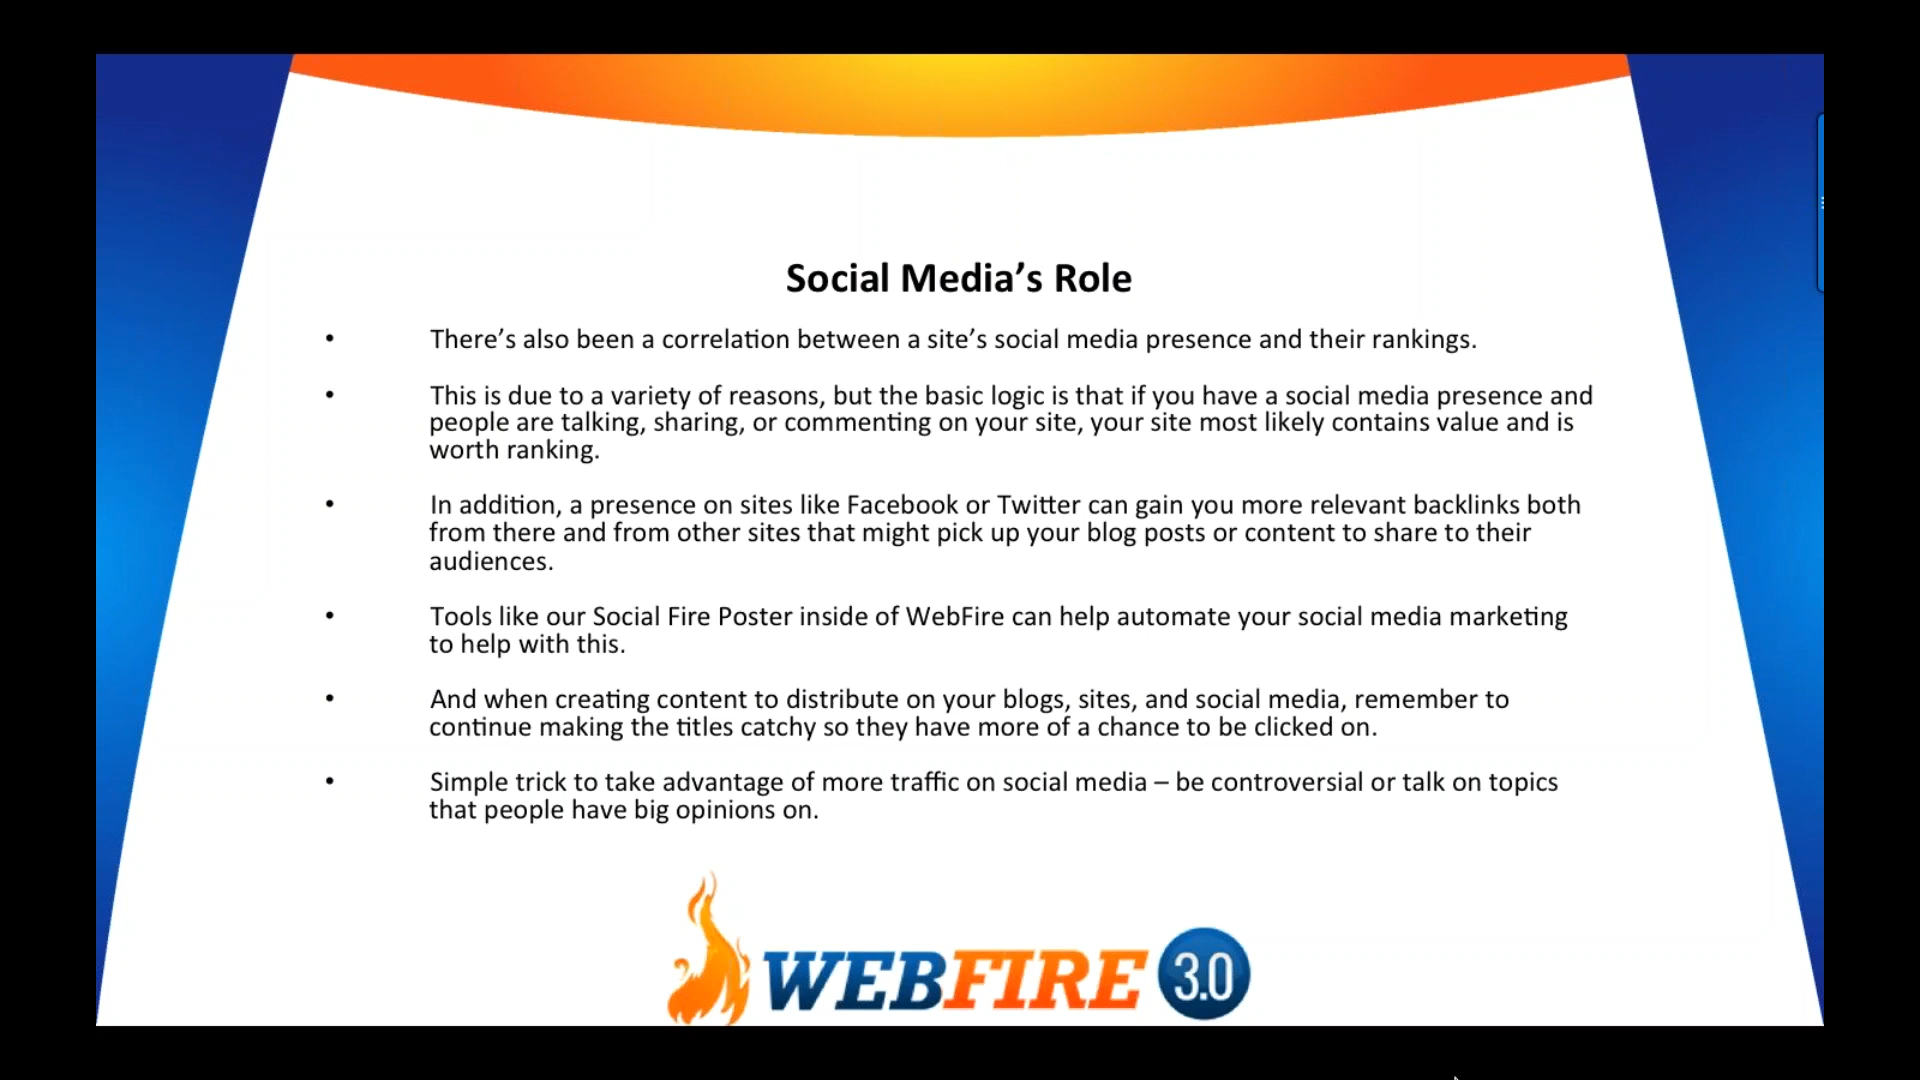 Social Media’s Role
• There’s also been a correlation between a site’s social media presence and their rankings.
• This is due to a variety of reasons, but the basic logic is that if you have a social media presence and
people are talking, sharing, or commenting on your site, your site most likely contains value and is
worth ranking.
• In addition, a presence on sites like Facebook or Twitter can gain you more relevant backlinks both
from there and from other sites that might pick up your blog posts or content to share to their
audiences.
• Tools like our Social Fire Poster inside of WebFire can help automate your social media marketing
to help with this.
• And when creating content to distribute on your blogs, sites, and social media, remember to
continue making the titles catchy so they have more of a chance to be clicked on.
• Simple trick to take advantage of more traffic on social media – be controversial or talk on topics
that people have big opinions on.
WEBFIRE 3.0